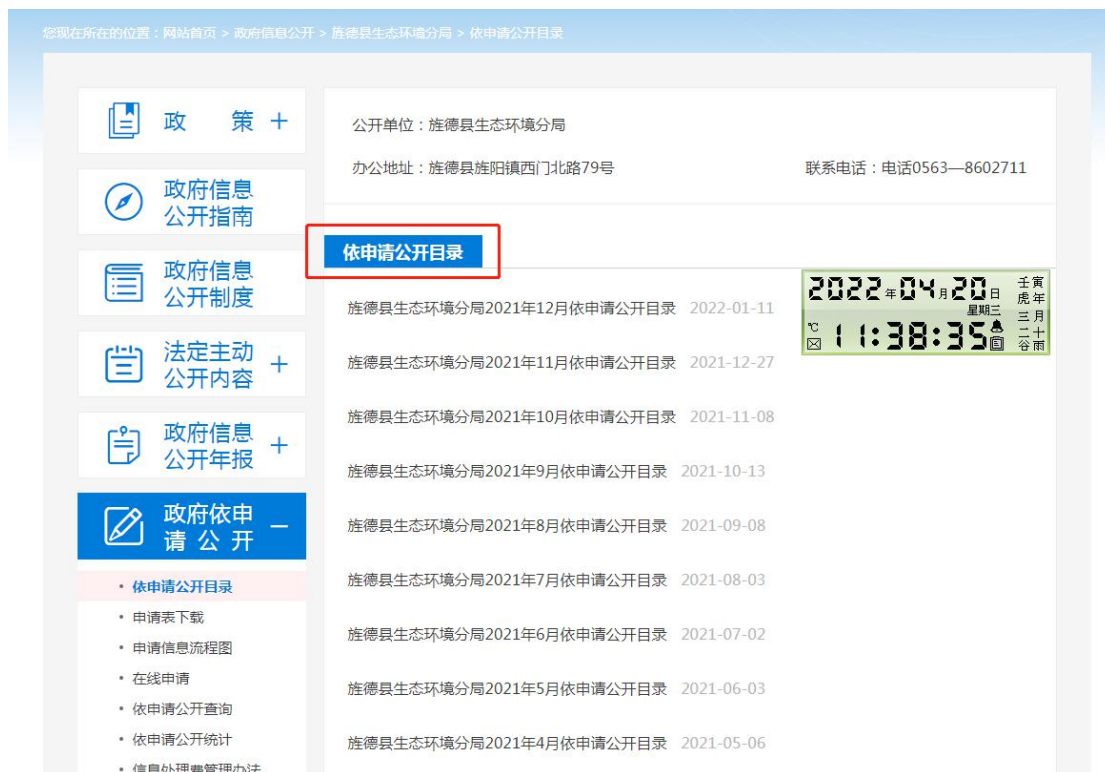 您现在所在的位置：网站首页 > 政府信息公开 > 旌德县生态环境分局 > 依申请公开目录
政 策 +
政府信息
公开指南
政府信息
公开制度
法定主动
公开内容 +
政府信息
公开年报 +
政府依申
请 公 开 −
• 依申请公开目录
• 申请表下载
• 申请信息流程图
• 在线申请
• 依申请公开查询
• 依申请公开统计
• 信息处理费管理办法
公开单位：旌德县生态环境分局
办公地址：旌德县旌阳镇西门北路79号 联系电话：电话0563—8602711
依申请公开目录
旌德县生态环境分局2021年12月依申请公开目录 2022-01-11
旌德县生态环境分局2021年11月依申请公开目录 2021-12-27
旌德县生态环境分局2021年10月依申请公开目录 2021-11-08
旌德县生态环境分局2021年9月依申请公开目录 2021-10-13
旌德县生态环境分局2021年8月依申请公开目录 2021-09-08
旌德县生态环境分局2021年7月依申请公开目录 2021-08-03
旌德县生态环境分局2021年6月依申请公开目录 2021-07-02
旌德县生态环境分局2021年5月依申请公开目录 2021-06-03
旌德县生态环境分局2021年4月依申请公开目录 2021-05-06
2022年04月20日
星期三
℃ 11:38:35
壬寅
虎年
三月
二十
谷雨